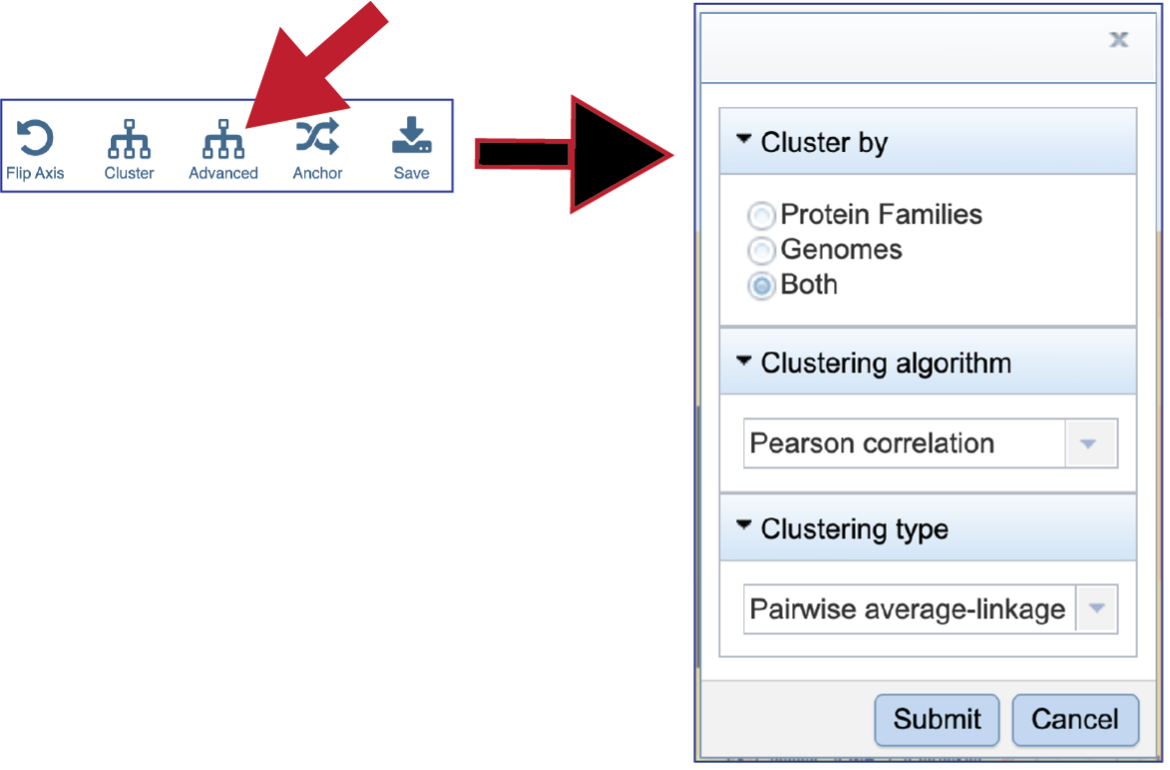 Flip Axis Cluster Advanced Anchor Save
x
Cluster by
Protein Families
Genomes
Both
Clustering algorithm
Pearson correlation
Clustering type
Pairwise average-linkage
Submit Cancel